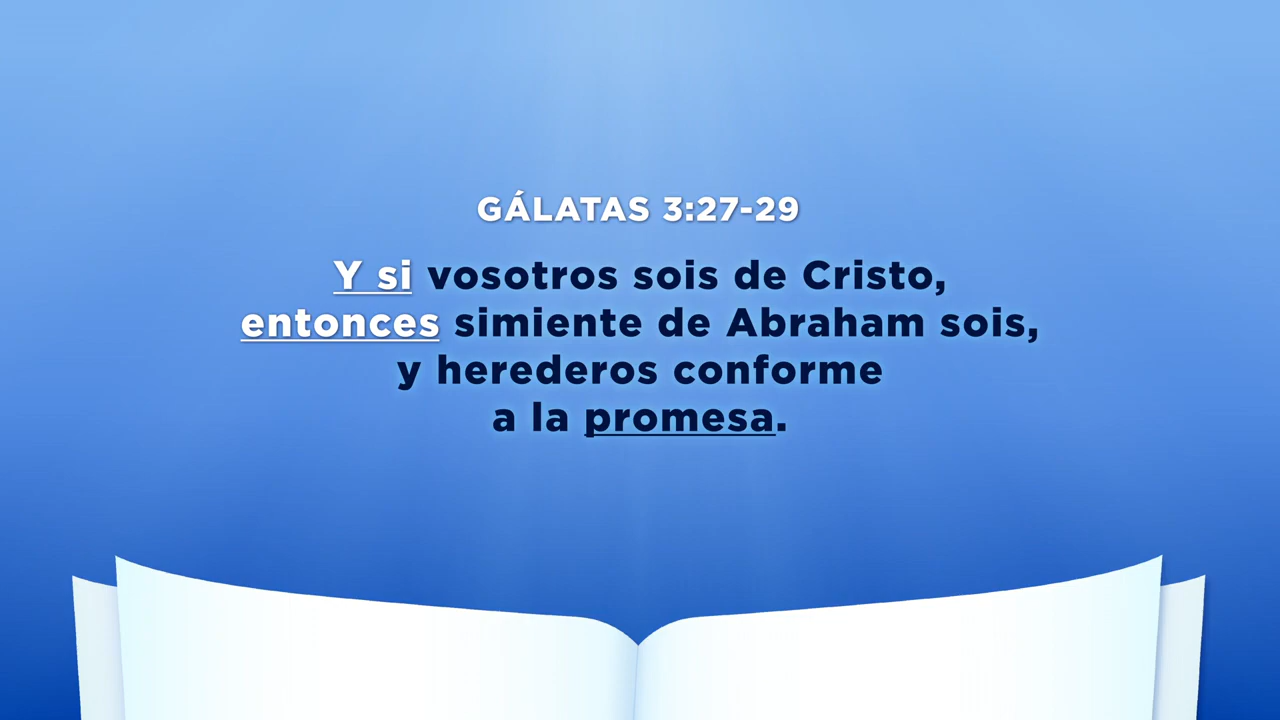 GÁLATAS 3:27-29
Y si vosotros sois de Cristo,
entonces simiente de Abraham sois,
y herederos conforme
a la promesa.